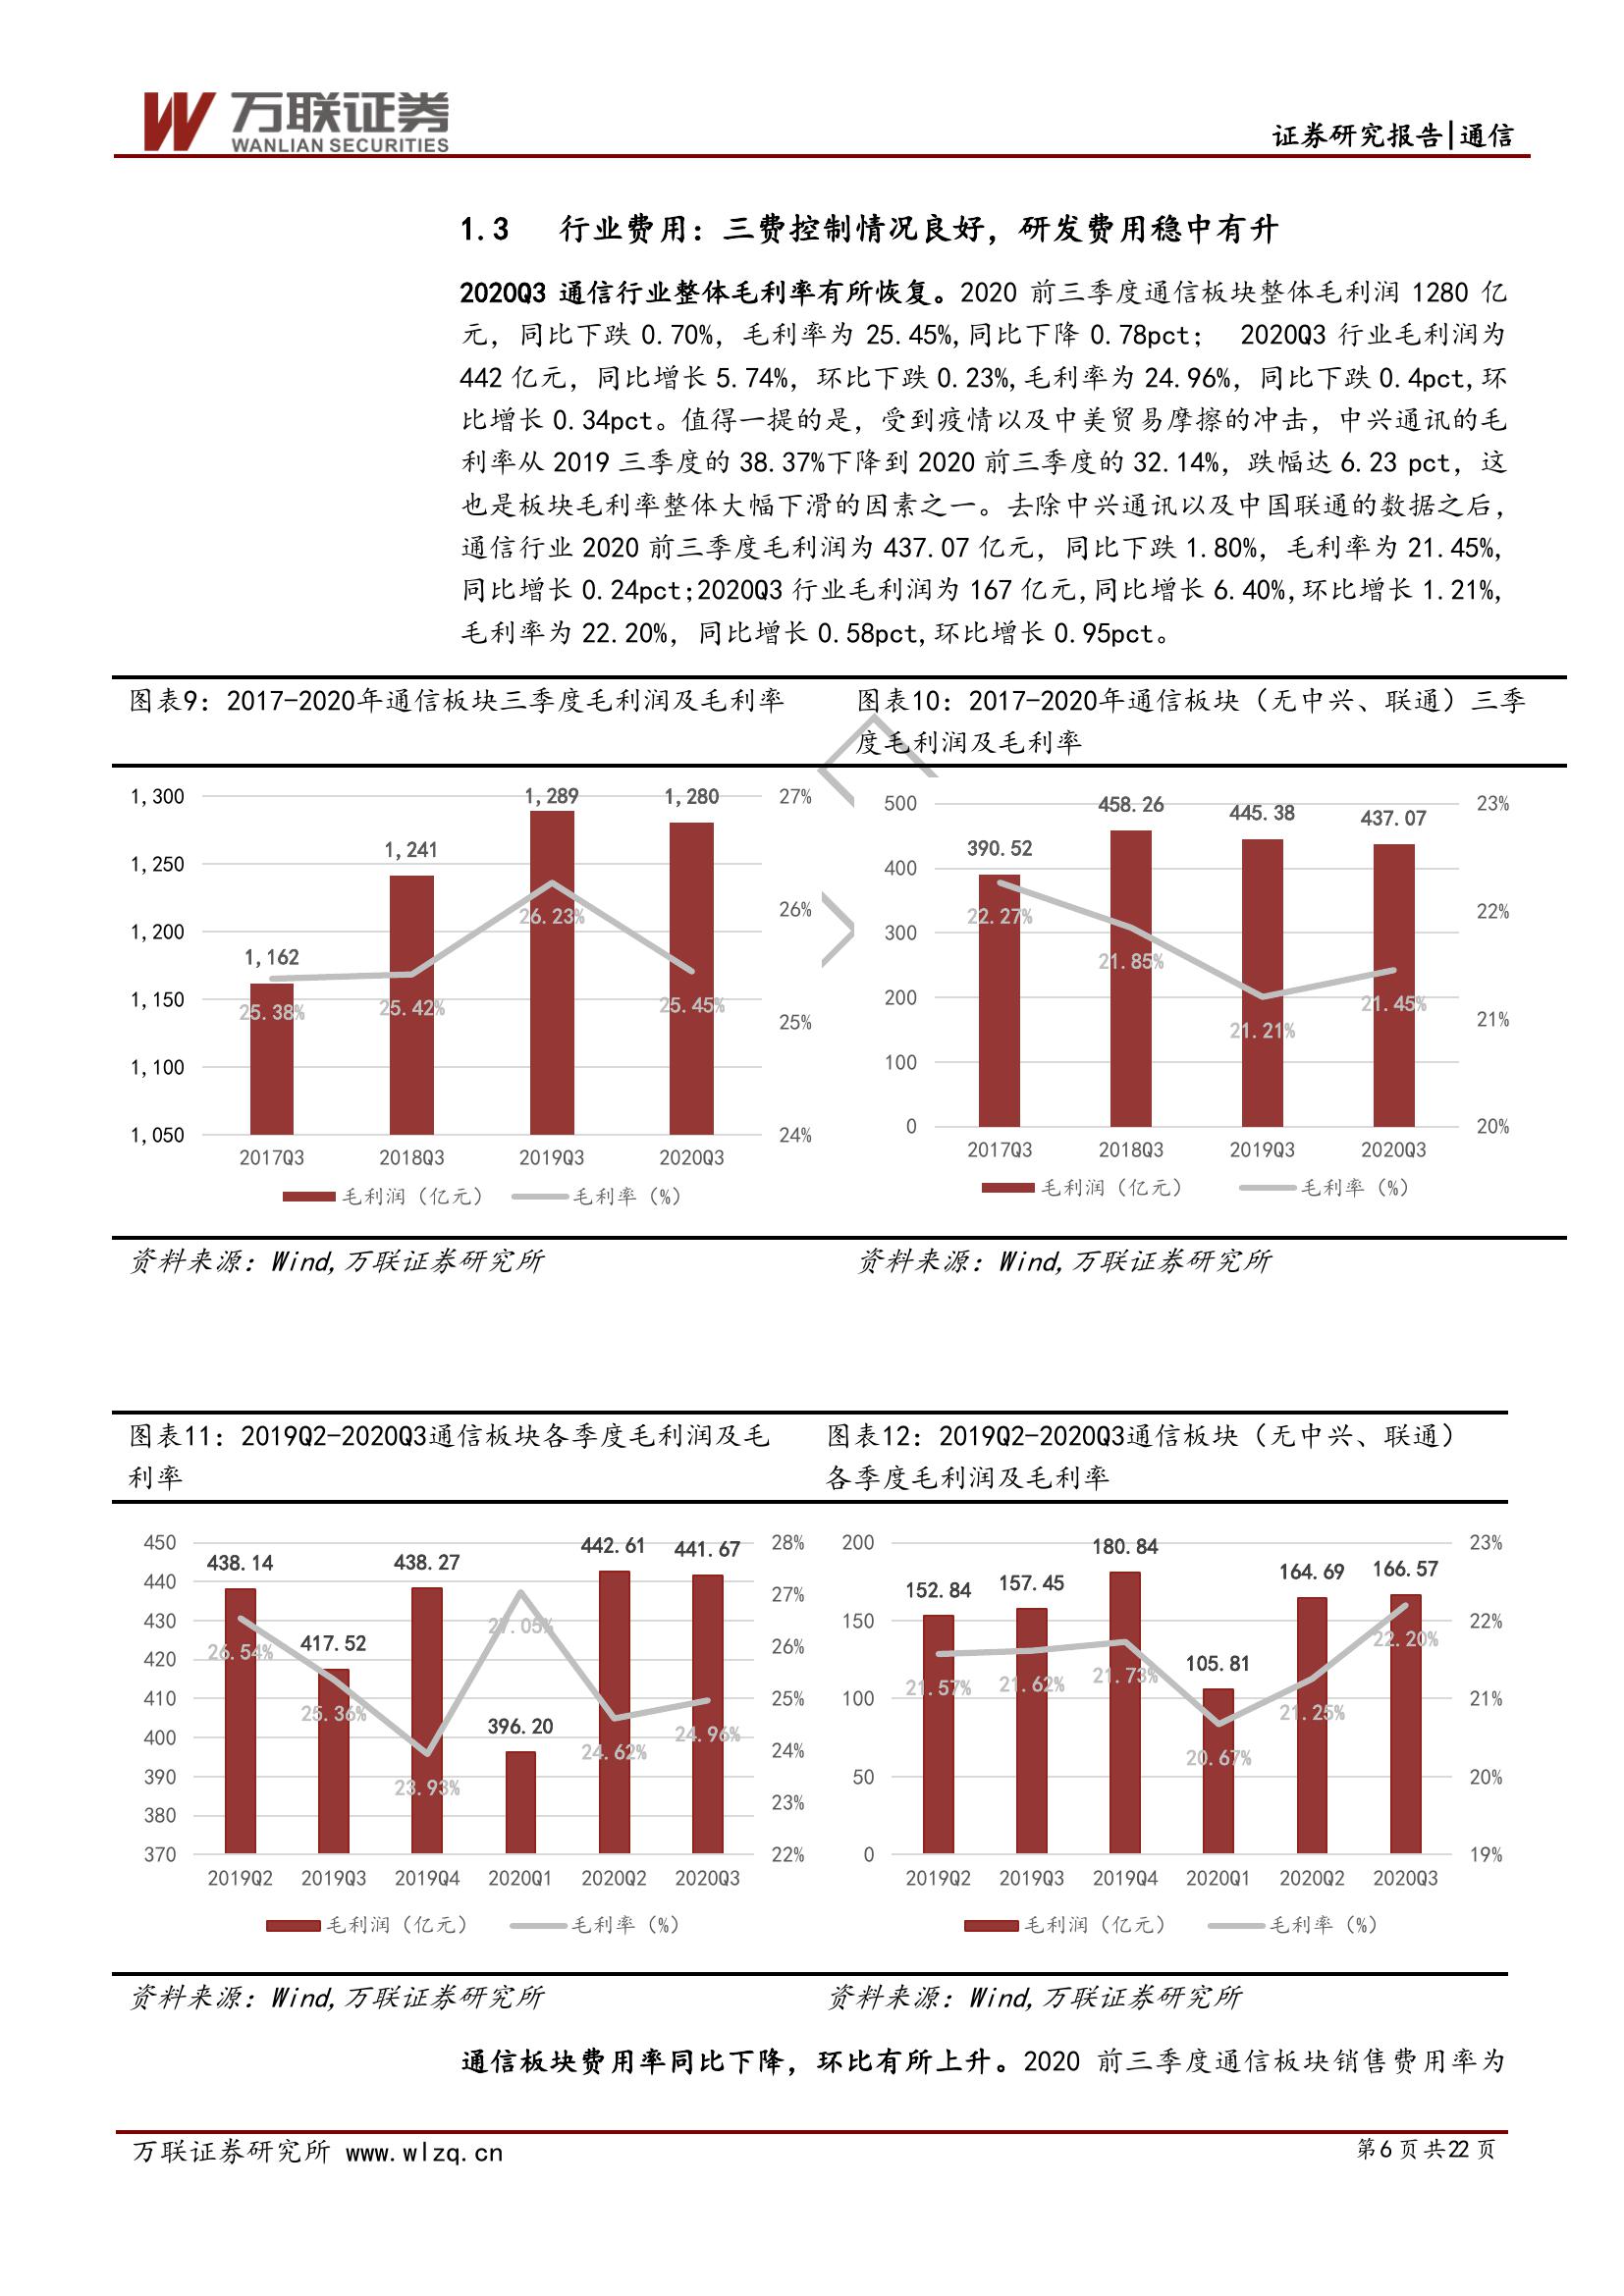 万联证券
WANLIAN SECURITIES
证券研究报告|通信
1.3 行业费用：三费控制情况良好，研发费用稳中有升
2020Q3 通信行业整体毛利率有所恢复。2020 前三季度通信板块整体毛利润 1280 亿
元，同比下跌 0.70%，毛利率为 25.45%,同比下降 0.78pct； 2020Q3 行业毛利润为
442 亿元，同比增长 5.74%，环比下跌 0.23%,毛利率为 24.96%，同比下跌 0.4pct,环
比增长 0.34pct。值得一提的是，受到疫情以及中美贸易摩擦的冲击，中兴通讯的毛
利率从 2019 三季度的 38.37%下降到 2020 前三季度的 32.14%，跌幅达 6.23 pct，这
也是板块毛利率整体大幅下滑的因素之一。去除中兴通讯以及中国联通的数据之后，
通信行业 2020 前三季度毛利润为 437.07 亿元，同比下跌 1.80%，毛利率为 21.45%,
同比增长 0.24pct;2020Q3 行业毛利润为 167 亿元,同比增长 6.40%,环比增长 1.21%,
毛利率为 22.20%，同比增长 0.58pct,环比增长 0.95pct。
图表9：2017-2020年通信板块三季度毛利润及毛利率
1,300
1,250
1,200
1,150
1,100
1,050
1,162
1,241
1,289
1,280
25.38%
25.42%
26.23%
25.45%
27%
26%
25%
24%
2017Q3 2018Q3 2019Q3 2020Q3
毛利润（亿元） 毛利率（%）
资料来源：Wind,万联证券研究所
图表10：2017-2020年通信板块（无中兴、联通）三季
度毛利润及毛利率
500
400
300
200
100
0
390.52
458.26
445.38
437.07
22.27%
21.85%
21.21%
21.45%
23%
22%
21%
20%
2017Q3 2018Q3 2019Q3 2020Q3
毛利润（亿元） 毛利率（%）
资料来源：Wind,万联证券研究所
图表11：2019Q2-2020Q3通信板块各季度毛利润及毛
利率
450
440
430
420
410
400
390
380
370
438.14
417.52
438.27
396.20
442.61
441.67
26.54%
25.36%
23.93%
27.05%
24.62%
24.96%
28%
27%
26%
25%
24%
23%
22%
2019Q2 2019Q3 2019Q4 2020Q1 2020Q2 2020Q3
毛利润（亿元） 毛利率（%）
资料来源：Wind,万联证券研究所
图表12：2019Q2-2020Q3通信板块（无中兴、联通）
各季度毛利润及毛利率
200
150
100
50
0
152.84
157.45
180.84
105.81
164.69
166.57
21.57%
21.62%
21.73%
20.67%
21.25%
22.20%
23%
22%
21%
20%
19%
2019Q2 2019Q3 2019Q4 2020Q1 2020Q2 2020Q3
毛利润（亿元） 毛利率（%）
资料来源：Wind,万联证券研究所
通信板块费用率同比下降，环比有所上升。2020 前三季度通信板块销售费用率为
万联证券研究所 www.wlzq.cn
第6页共22页